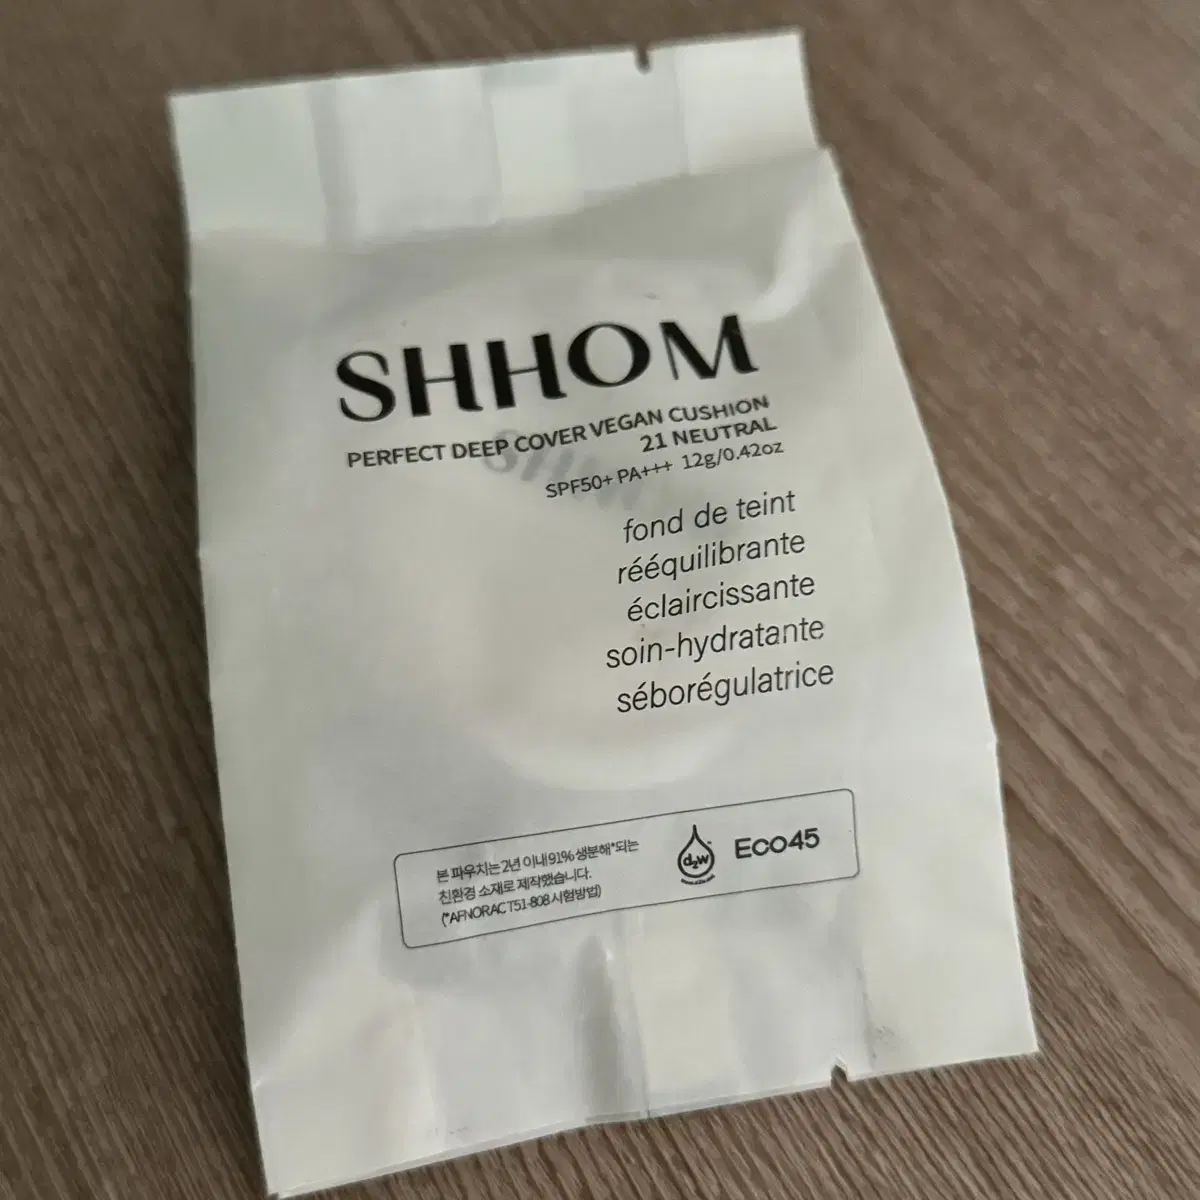 SHHOM
PERFECT DEEP COVER VEGAN CUSHION
21 NEUTRAL
SPF50+ PA+++ 12g/0.42oz
fond de teint
rééquilibrante
éclaircissante
soin-hydratante
séborégulatrice
본 파우치는 2년 이내 91% 생분해*되는
친환경 소재로 제작했습니다.
(*AFNOR AC T51-808 시험방법)
d₂w
Eco45